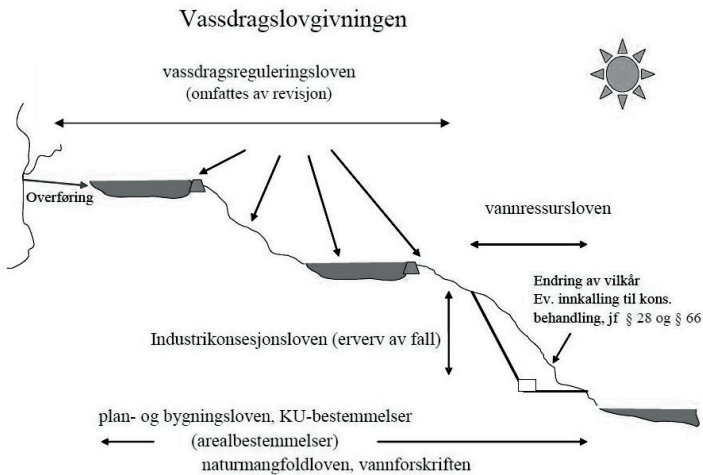 Vassdragslovgivningen
vassdragsreguleringsloven
(omfattes av revisjon)
Overføring
vannressursloven
Endring av vilkår
Ev. innkalling til kons.
behandling, jf § 28 og § 66
Industrikonsesjonsloven (erverv av fall)
plan- og bygningsloven, KU-bestemmelser
(arealbestemmelser)
naturmangfoldloven, vannforskriften